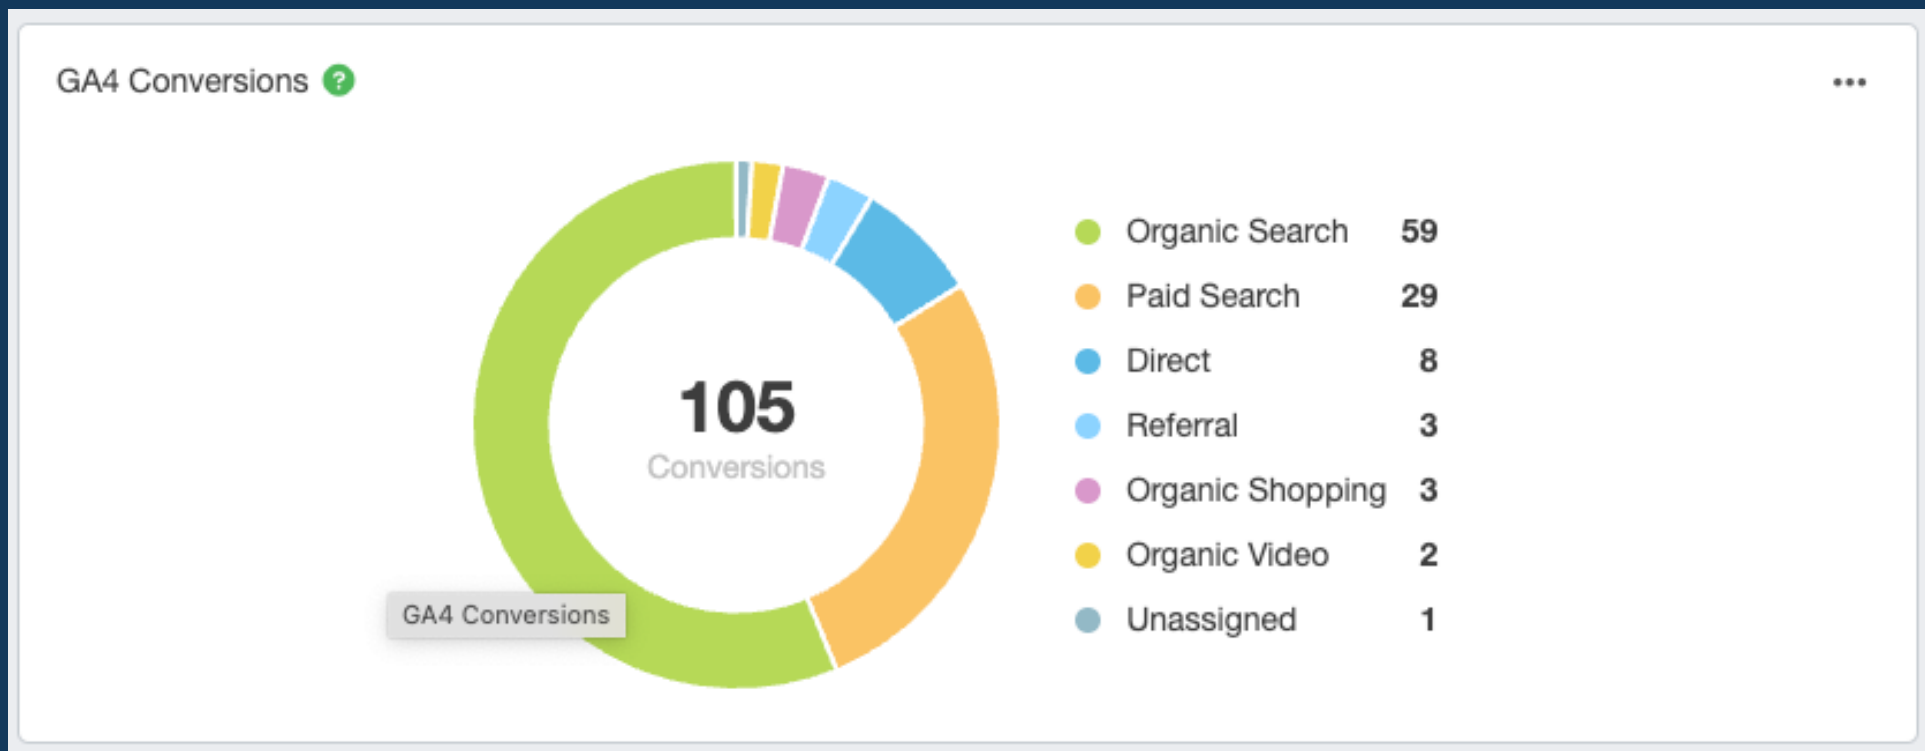 GA4 Conversions ?
105
Conversions
GA4 Conversions
Organic Search 59
Paid Search 29
Direct 8
Referral 3
Organic Shopping 3
Organic Video 2
Unassigned 1